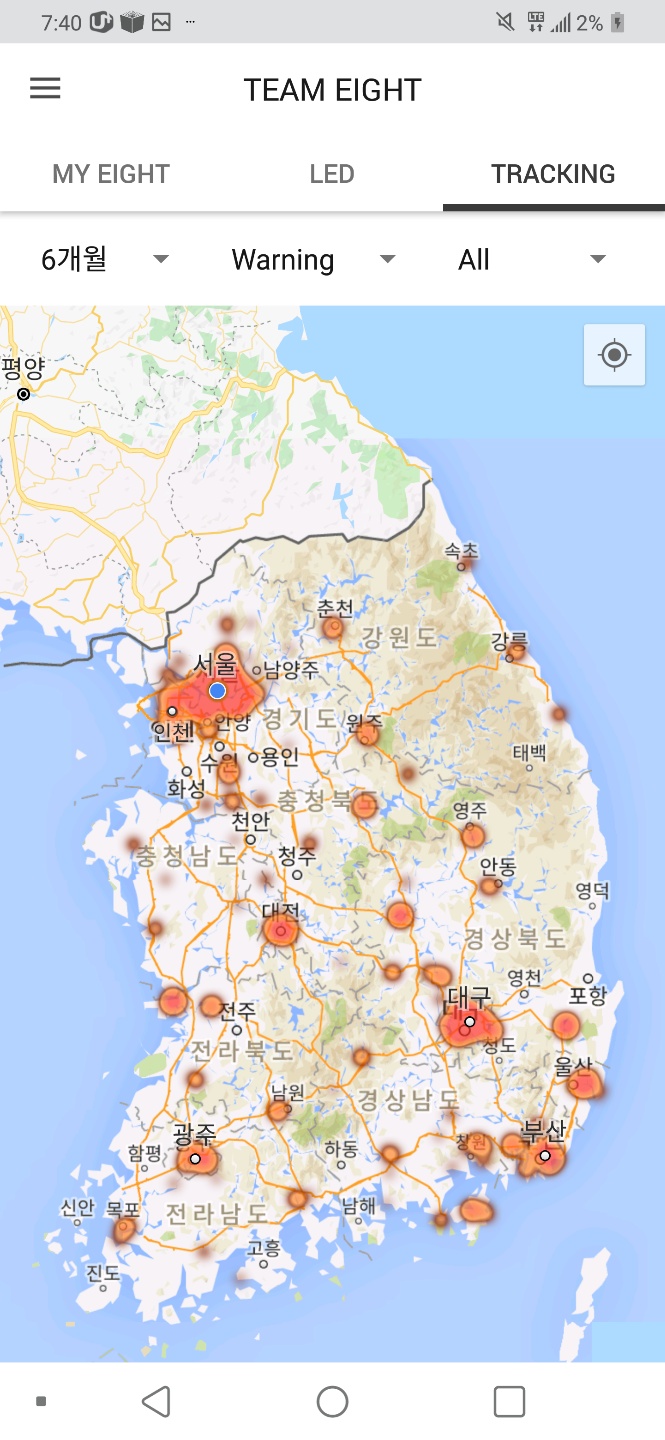 7:40
LTE
2%
TEAM EIGHT
MY EIGHT
LED
TRACKING
6개월
Warning
All
평양
속초
춘천
강원도
강릉
서울
남양주
인천
안양
경기도
원주
수원
용인
태백
화성
충청북도
천안
영주
충청남도
청주
안동
영덕
대전
경상북도
영천
대구
포항
전주
청도
전라북도
울산
남원
경상남도
광주
부산
함평
하동
창원
신안
목포
전라남도
남해
고흥
진도